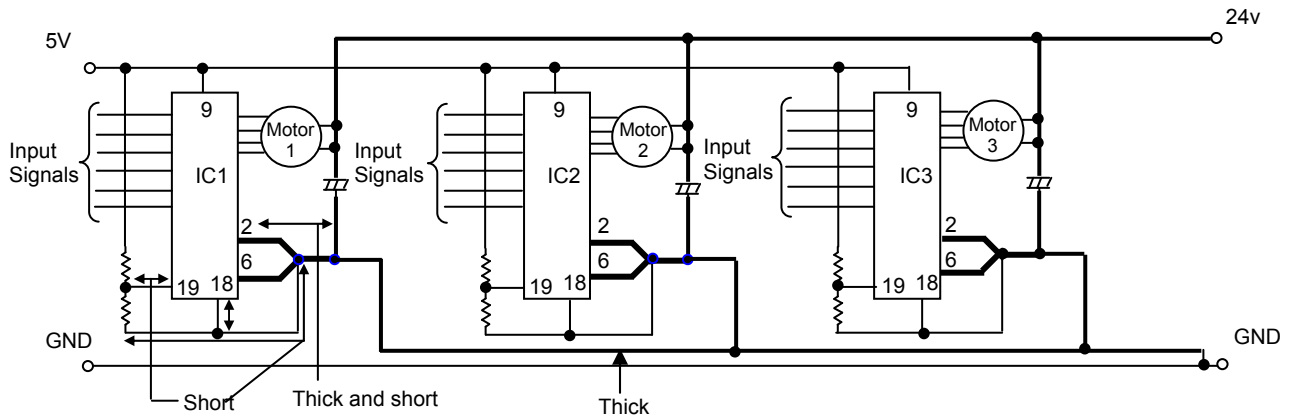 24v
5V
9
Motor
1
Input
Signals
IC1
2
6
19
18
9
Motor
2
Input
Signals
IC2
2
6
19
18
9
Motor
3
Input
Signals
IC3
2
6
19
18
GND
GND
Short
Thick and short
Thick